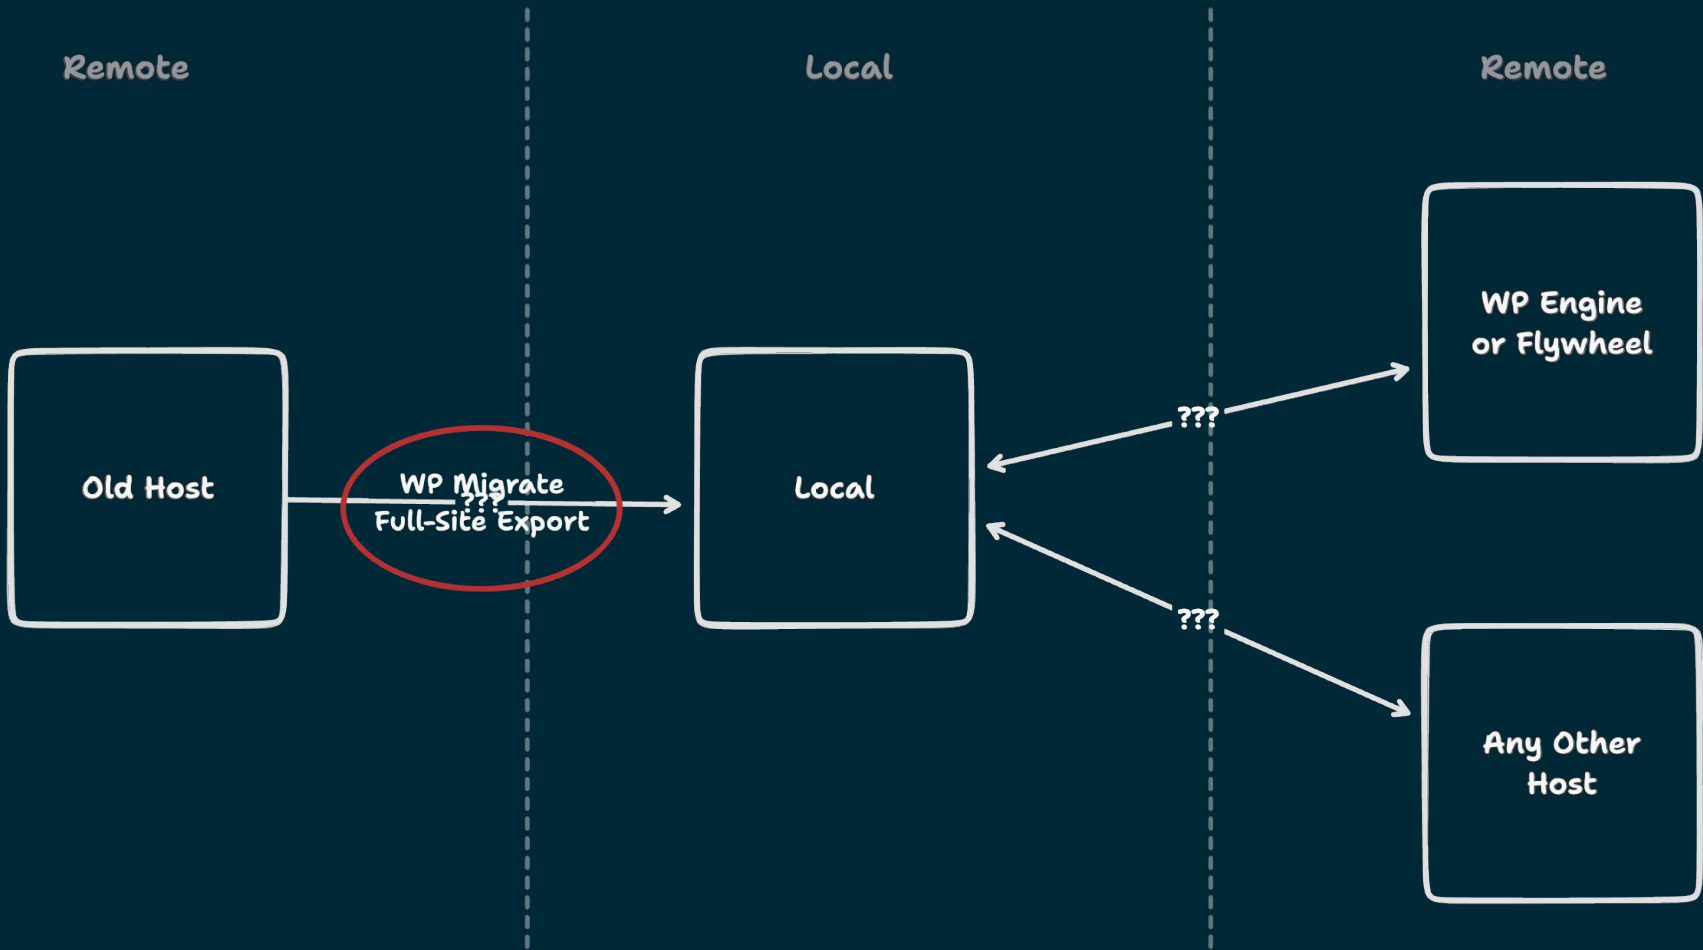 Remote
Local
Remote
WP Engine
or Flywheel
Old Host
WP Migrate
???
Full-Site Export
Local
???
???
Any Other
Host